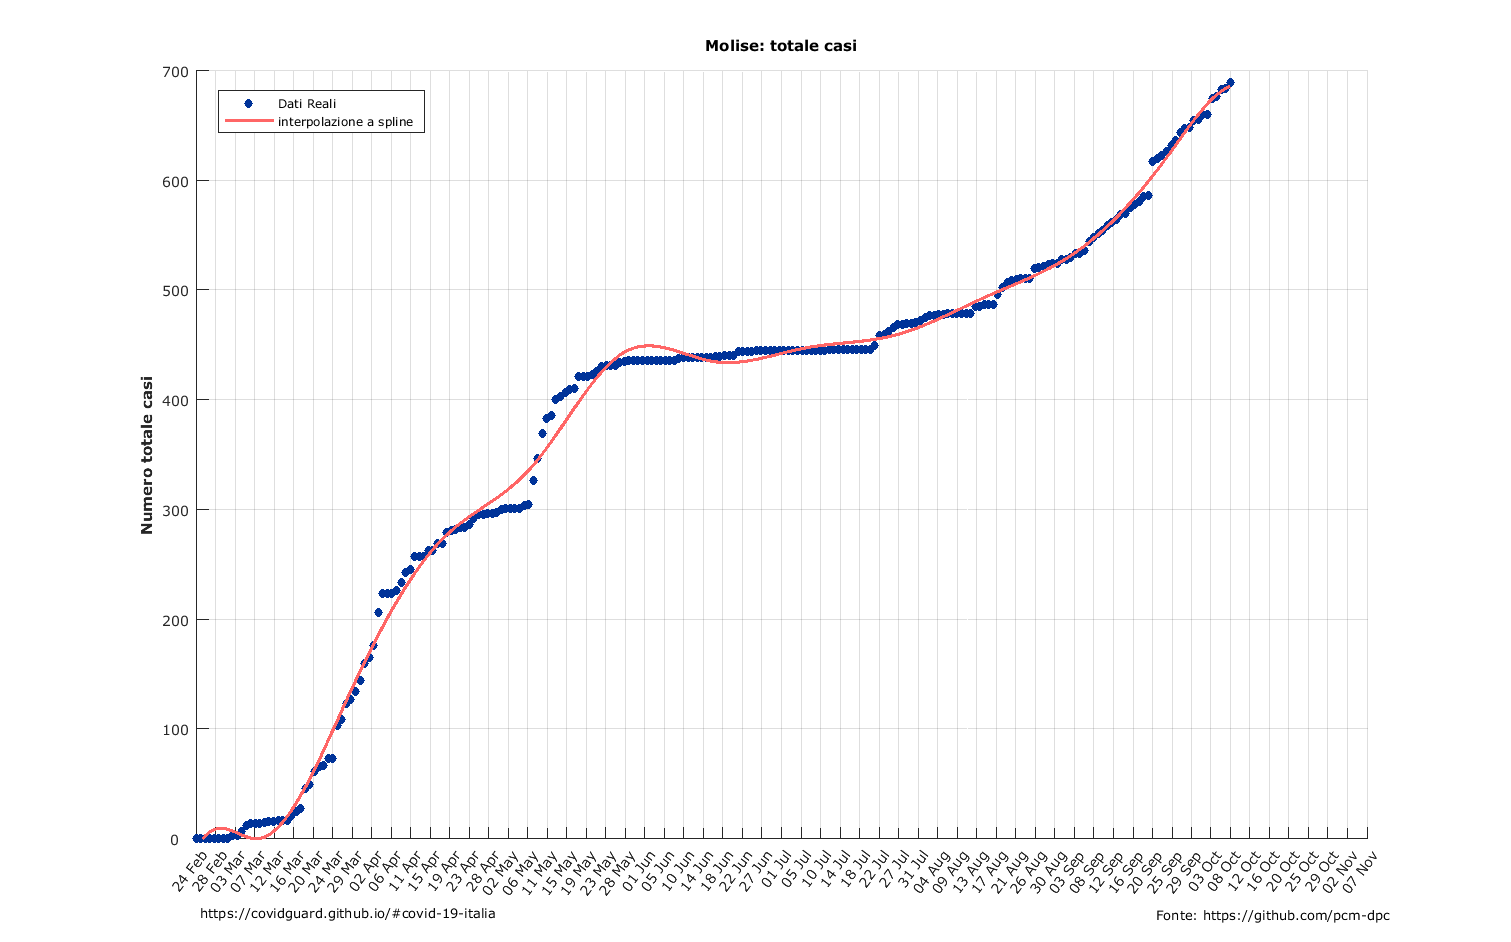 Molise: totale casi
Dati Reali
interpolazione a spline
Numero totale casi
700
600
500
400
300
200
100
0
24 Feb
28 Feb
03 Mar
07 Mar
12 Mar
16 Mar
20 Mar
24 Mar
29 Mar
02 Apr
06 Apr
11 Apr
15 Apr
19 Apr
23 Apr
28 Apr
02 May
06 May
11 May
15 May
19 May
23 May
28 May
01 Jun
05 Jun
10 Jun
14 Jun
18 Jun
22 Jun
27 Jun
01 Jul
05 Jul
10 Jul
14 Jul
18 Jul
22 Jul
27 Jul
31 Jul
04 Aug
09 Aug
13 Aug
17 Aug
21 Aug
26 Aug
30 Aug
03 Sep
08 Sep
12 Sep
16 Sep
20 Sep
25 Sep
29 Sep
03 Oct
08 Oct
12 Oct
16 Oct
20 Oct
25 Oct
29 Oct
02 Nov
07 Nov
https://covidguard.github.io/#covid-19-italia
Fonte: https://github.com/pcm-dpc